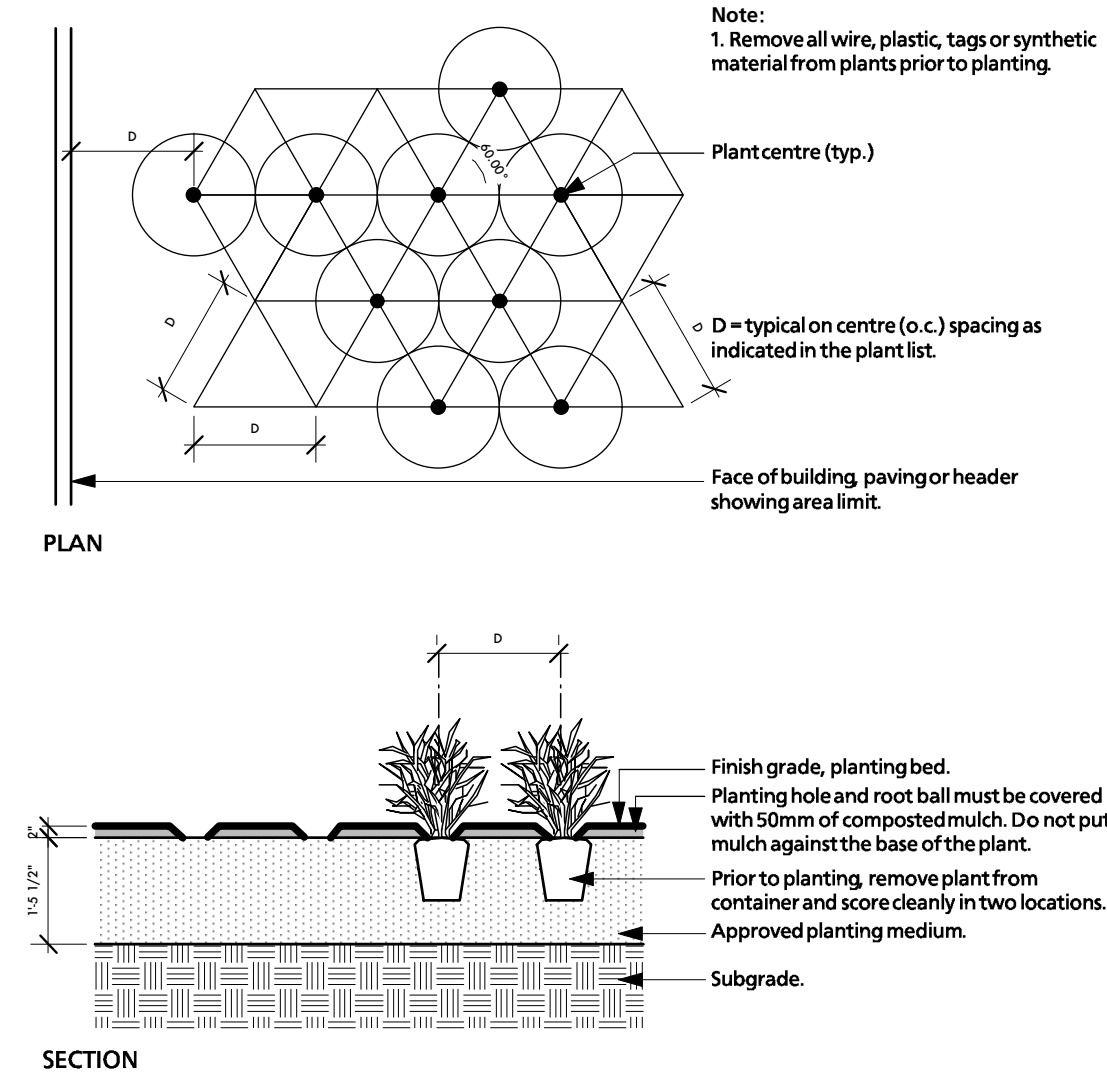 Note:
1. Remove all wire, plastic, tags or synthetic
material from plants prior to planting.
D
60.00°
Plant centre (typ.)
D
D
D = typical on centre (o.c.) spacing as
indicated in the plant list.
D
Face of building, paving or header
showing area limit.
PLAN
D
Finish grade, planting bed.
Planting hole and root ball must be covered
with 50mm of composted mulch. Do not put
mulch against the base of the plant.
2"
1'-5 1/2"
Prior to planting, remove plant from
container and score cleanly in two locations.
Approved planting medium.
Subgrade.
SECTION